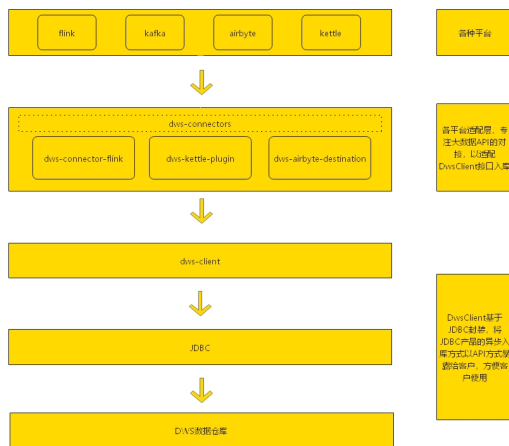 flink
kafka
airbyte
kettle
各种平台
dws-connectors
dws-connector-flink
dws-kettle-plugin
dws-airbyte-destination
各平台适配层，专
注大数据API的对
接，以适配
DwsClient接口入库
dws-client
JDBC
DWS数据仓库
DwsClient基于
JDBC封装，将
JDBC产品的异步入
库方式以API方式暴
露给客户，方便客
户使用